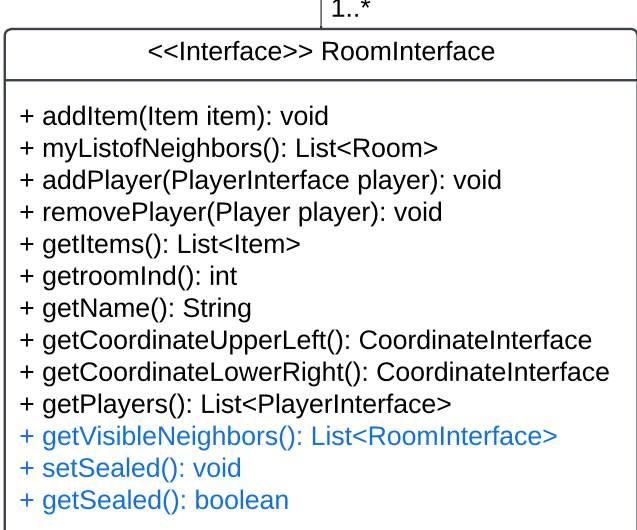 1..*
<<Interface>> RoomInterface
+ addItem(Item item): void
+ myListofNeighbors(): List<Room>
+ addPlayer(PlayerInterface player): void
+ removePlayer(Player player): void
+ getItems(): List<Item>
+ getroomInd(): int
+ getName(): String
+ getCoordinateUpperLeft(): CoordinateInterface
+ getCoordinateLowerRight(): CoordinateInterface
+ getPlayers(): List<PlayerInterface>
+ getVisibleNeighbors(): List<RoomInterface>
+ setSealed(): void
+ getSealed(): boolean